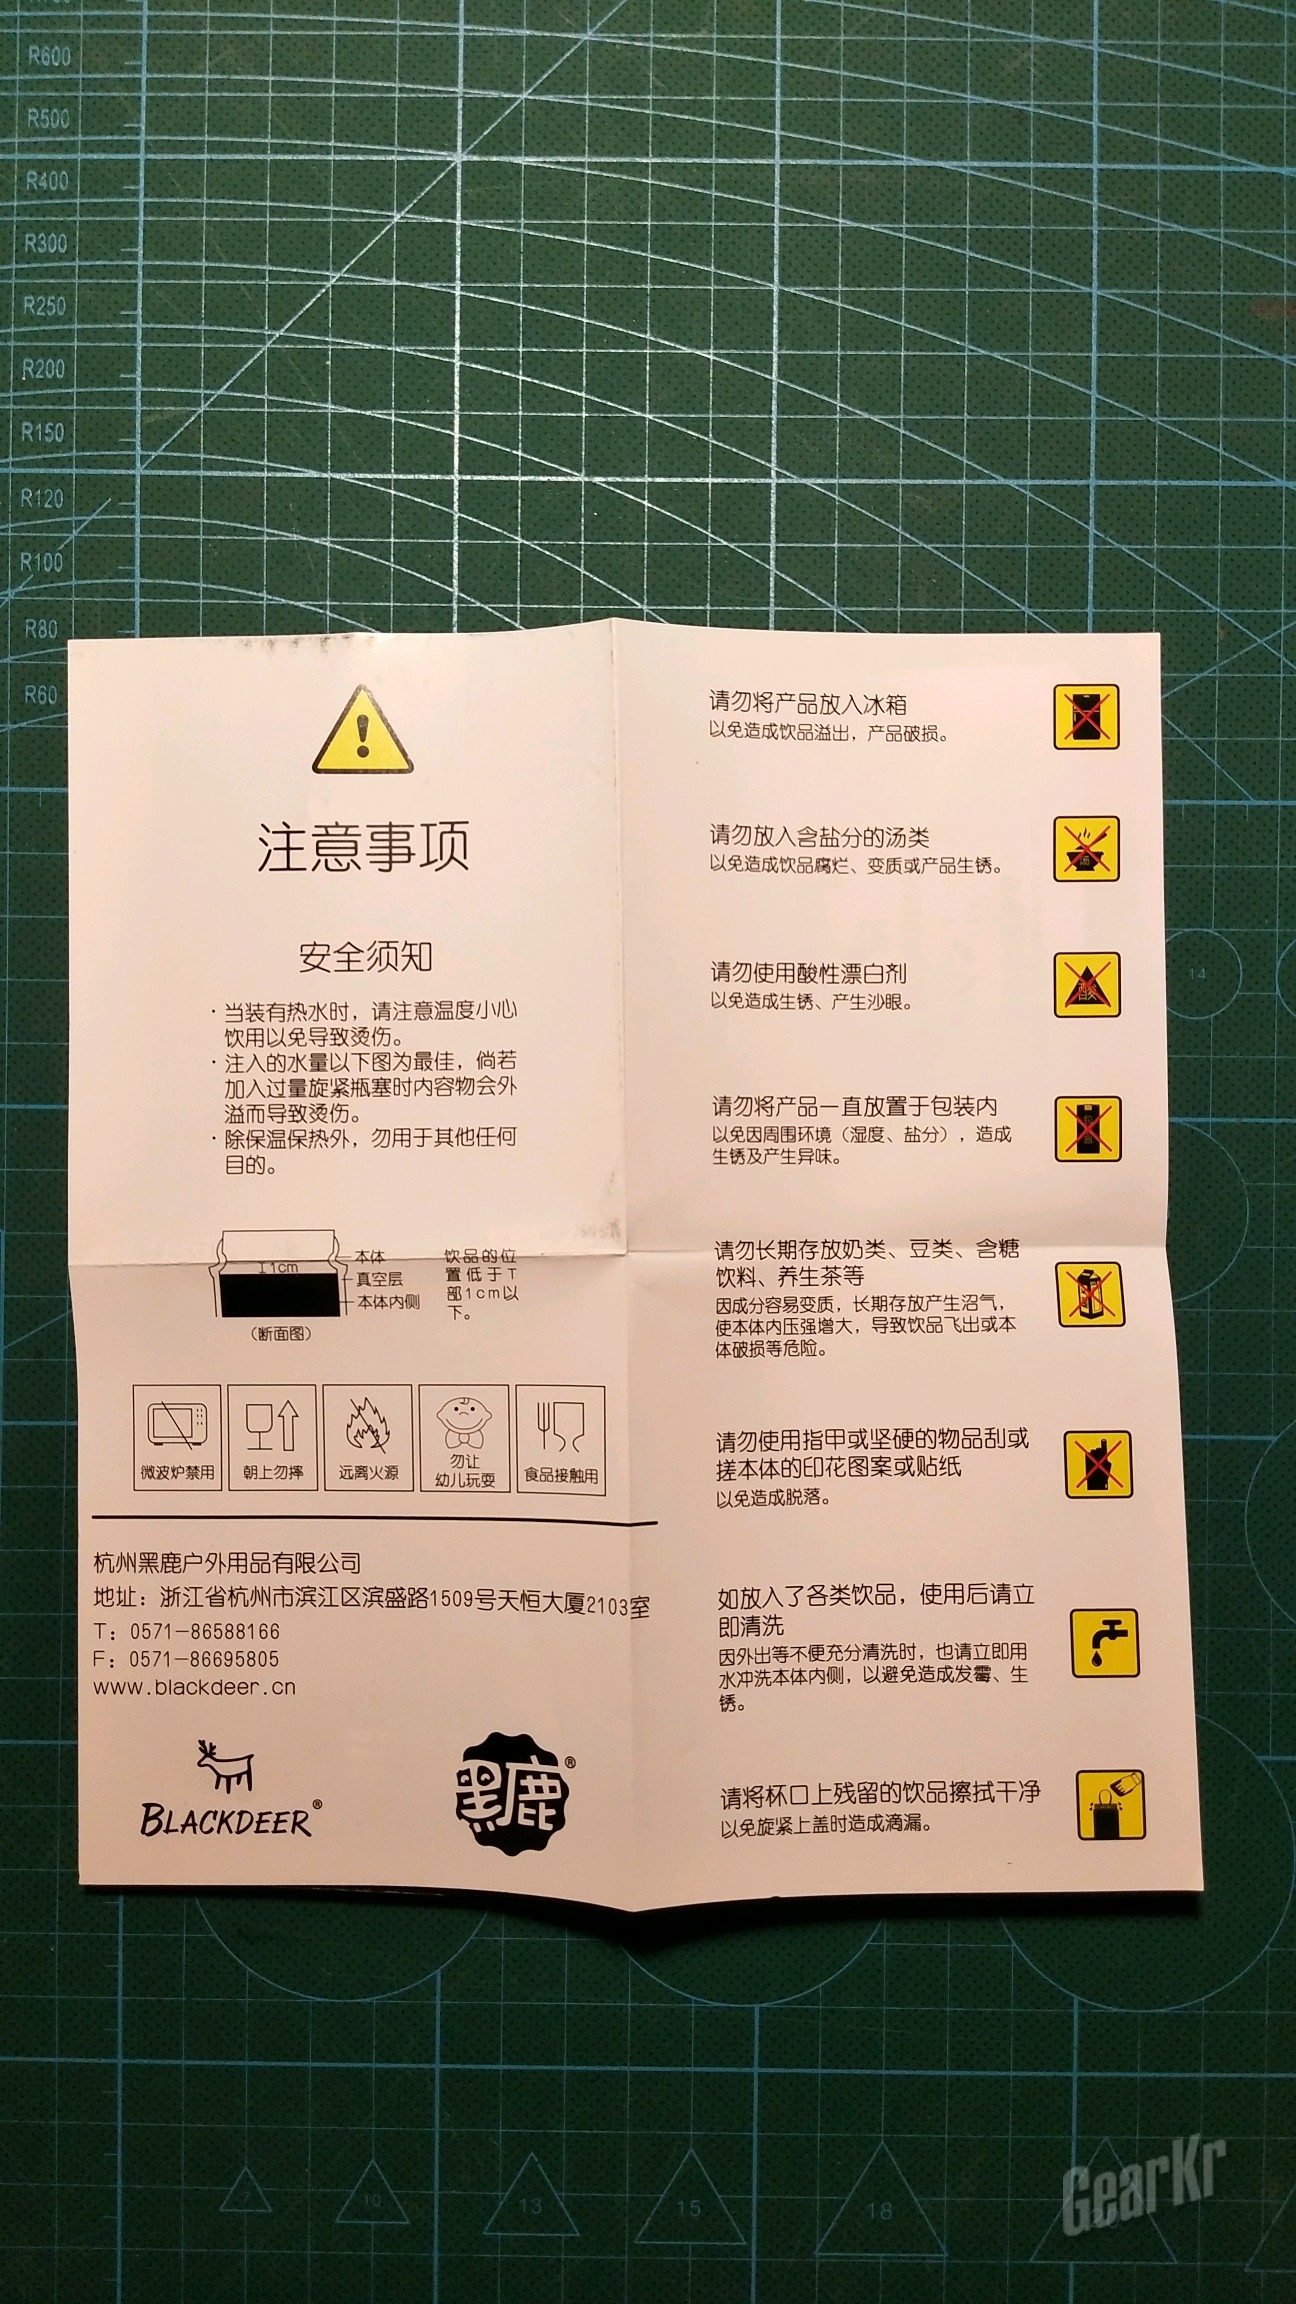 R600
R500
R400
R300
R250
R200
R150
R120
R100
R80
R60
注意事项
安全须知
·当装有热水时，请注意温度小心
饮用以免导致烫伤。
·注入的水量以下图为最佳，倘若
加入过量旋紧瓶塞时内容物会外
溢而导致烫伤。
·除保温保热外，勿用于其他任何
目的。
1cm
本体
真空层
本体内侧
(断面图)
饮品的位
置低于T
部1cm以
下。
微波炉禁用
朝上勿摔
远离火源
勿让
幼儿玩耍
食品接触用
杭州黑鹿户外用品有限公司
地址：浙江省杭州市滨江区滨盛路1509号天恒大厦2103室
T：0571-86588166
F：0571-86695805
www.blackdeer.cn
BLACKDEER®
黑鹿®
请勿将产品放入冰箱
以免造成饮品溢出，产品破损。
请勿放入含盐分的汤类
以免造成饮品腐烂、变质或产品生锈。
汤
请勿使用酸性漂白剂
以免造成生锈、产生沙眼。
酸
请勿将产品一直放置于包装内
以免因周围环境（湿度、盐分），造成
生锈及产生异味。
请勿长期存放奶类、豆类、含糖
饮料、养生茶等
因成分容易变质，长期存放产生沼气，
使本体内压强增大，导致饮品飞出或本
体破损等危险。
请勿使用指甲或坚硬的物品刮或
搓本体的印花图案或贴纸
以免造成脱落。
如放入了各类饮品，使用后请立
即清洗
因外出等不便充分清洗时，也请立即用
水冲洗本体内侧，以避免造成发霉、生
锈。
请将杯口上残留的饮品擦拭干净
以免旋紧上盖时造成滴漏。
14
7
10
13
15
18
GearKr